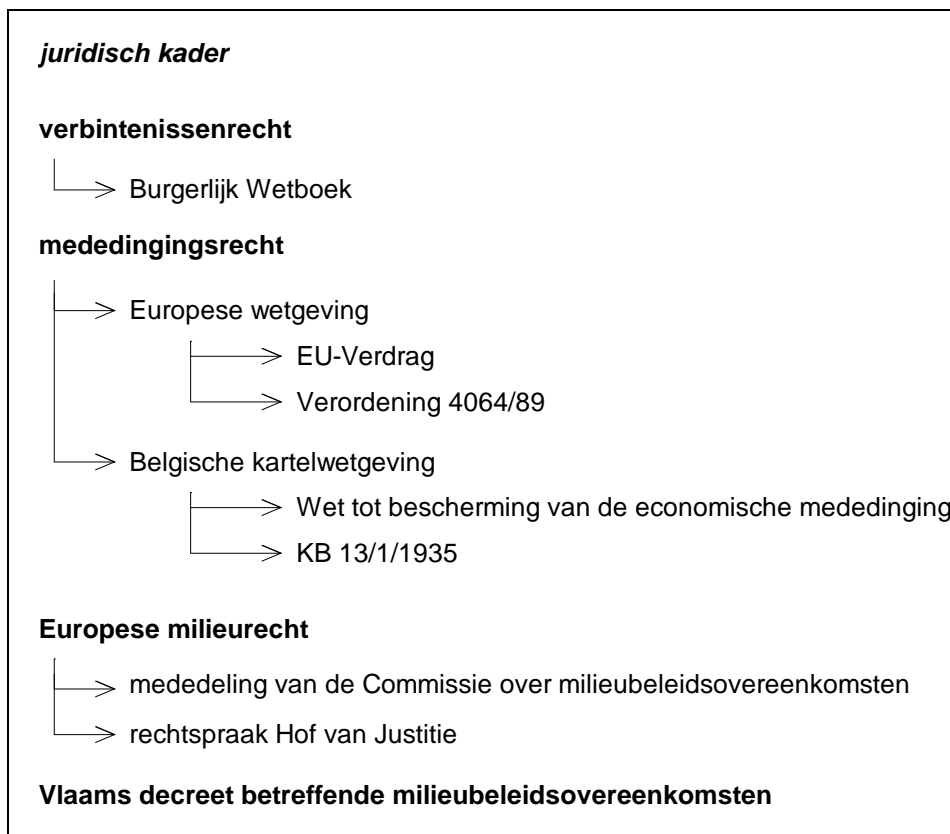 juridisch kader
verbintenissenrecht
Burgerlijk Wetboek
mededingingsrecht
Europese wetgeving
EU-Verdrag
Verordening 4064/89
Belgische kartelwetgeving
Wet tot bescherming van de economische mededinging
KB 13/1/1935
Europese milieurecht
mededeling van de Commissie over milieubeleidsovereenkomsten
rechtspraak Hof van Justitie
Vlaams decreet betreffende milieubeleidsovereenkomsten